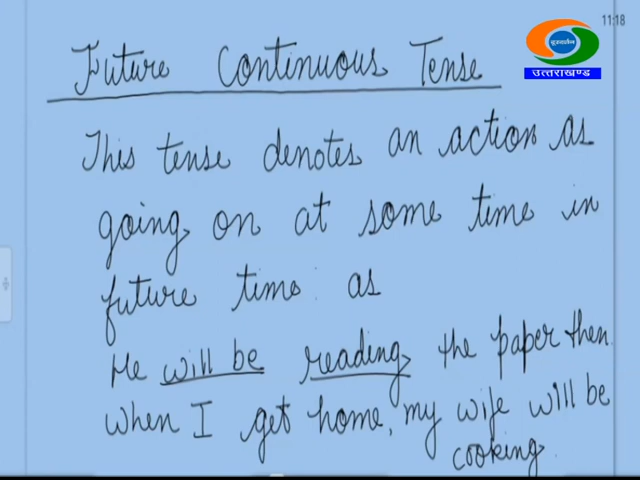 11:18
दूरदर्शन
उत्तराखण्ड
Future Continuous Tense
This tense denotes an action as
going on at some time in
future time : as
He will be reading the paper then.
when I get home, my wife will be
cooking.